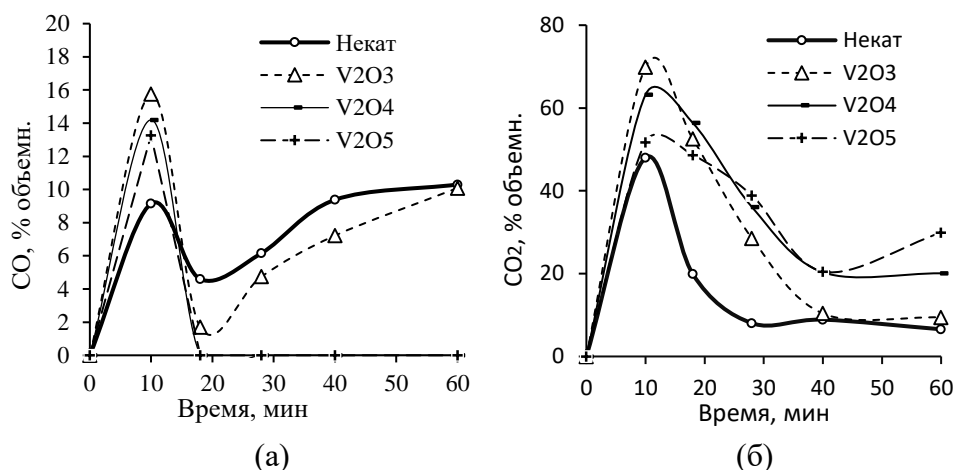 CO, % объемн.
20
18
16
14
12
10
8
6
4
2
0
0 10 20 30 40 50 60
Время, мин
Некат
V2O3
V2O4
V2O5
(а)
CO2, % объемн.
80
60
40
20
0
0 10 20 30 40 50 60
Время, мин
Некат
V2O3
V2O4
V2O5
(б)